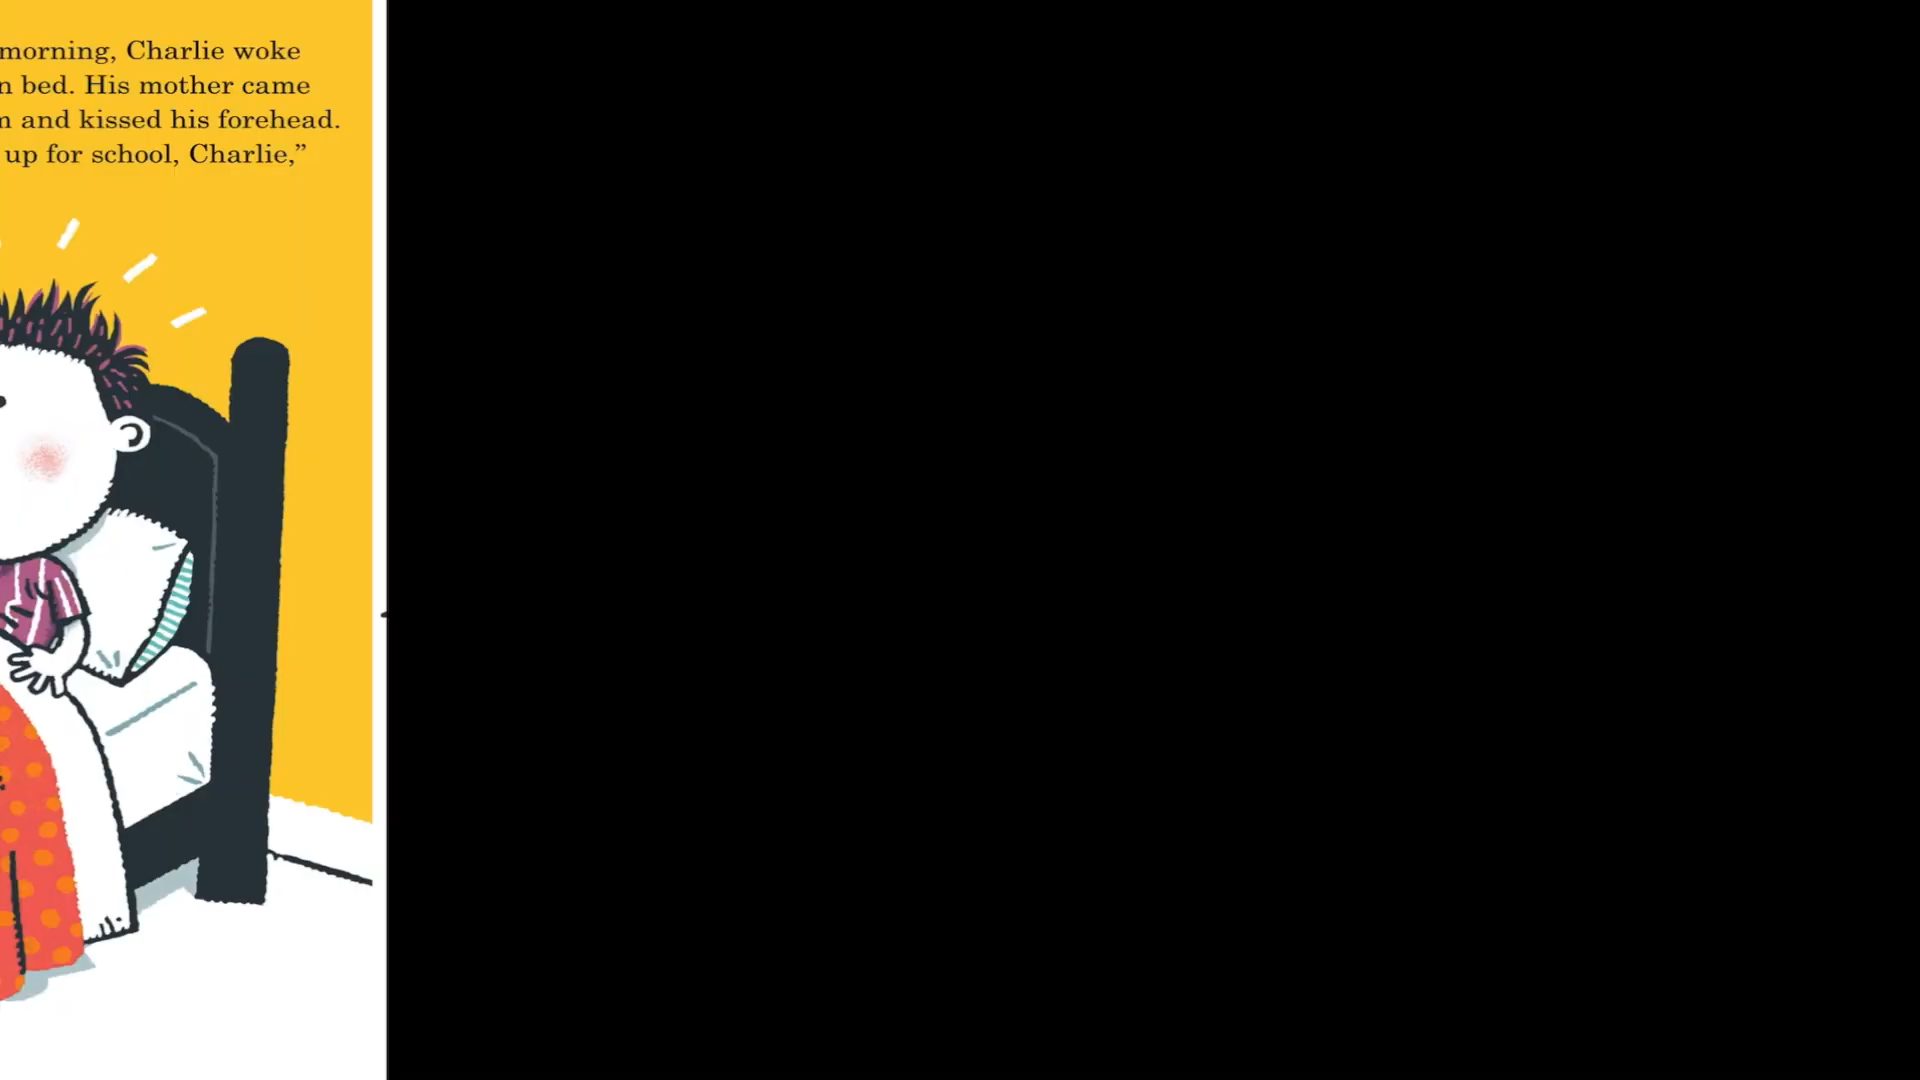 morning, Charlie woke
n bed. His mother came
and kissed his forehead.
up for school, Charlie,”